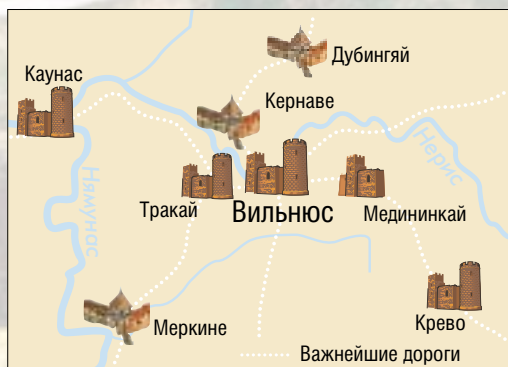 Дубингяй
Каунас
Кернаве
Нерис
Нямунас
Тракай
Вильнюс
Медининкай
Крево
Меркине
Важнейшие дороги